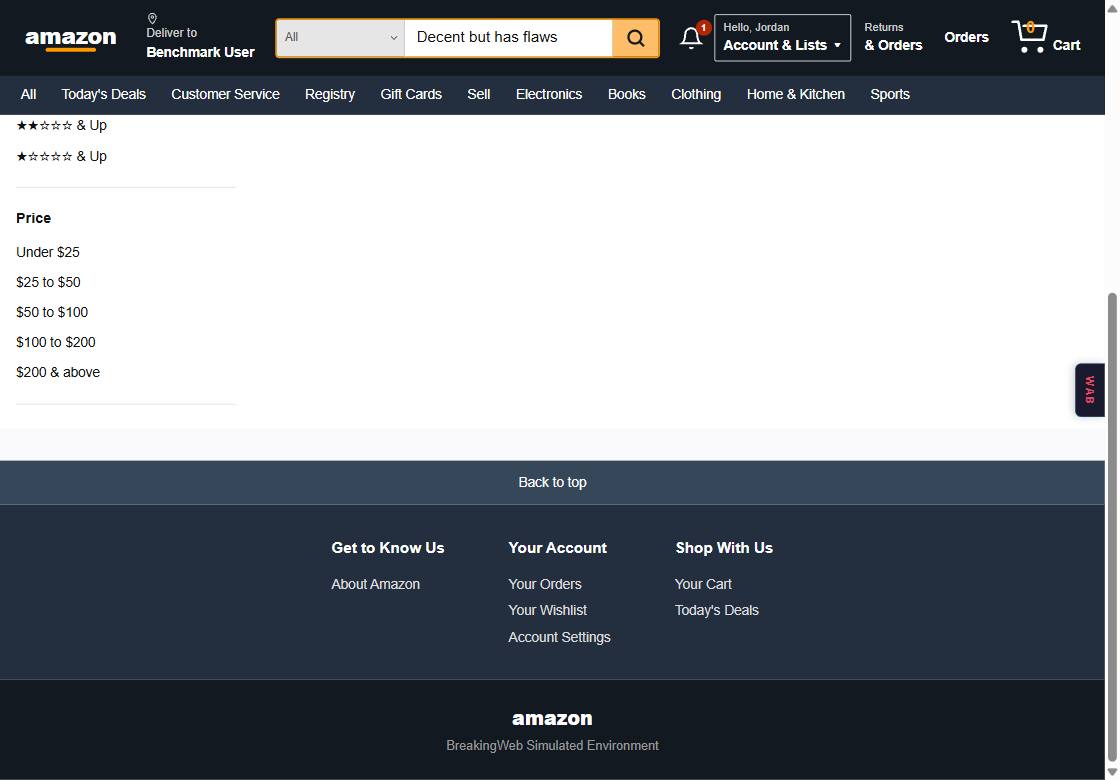 amazon
Deliver to
Benchmark User
All
Decent but has flaws
1
Hello, Jordan
Account & Lists
Returns
& Orders
Orders
0
Cart
All
Today's Deals
Customer Service
Registry
Gift Cards
Sell
Electronics
Books
Clothing
Home & Kitchen
Sports
★★☆☆☆ & Up
★☆☆☆☆ & Up
Price
Under $25
$25 to $50
$50 to $100
$100 to $200
$200 & above
WAB
Back to top
Get to Know Us
About Amazon
Your Account
Your Orders
Your Wishlist
Account Settings
Shop With Us
Your Cart
Today's Deals
amazon
BreakingWeb Simulated Environment